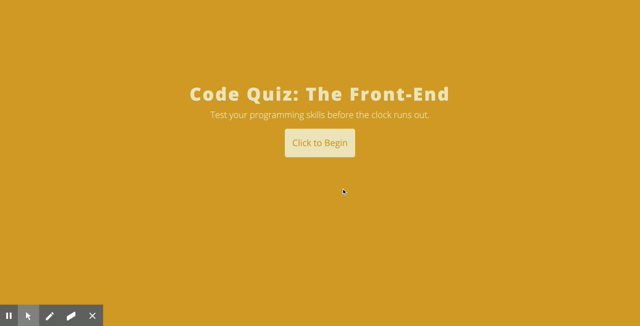 Code Quiz: The Front-End
Test your programming skills before the clock runs out.
Click to Begin